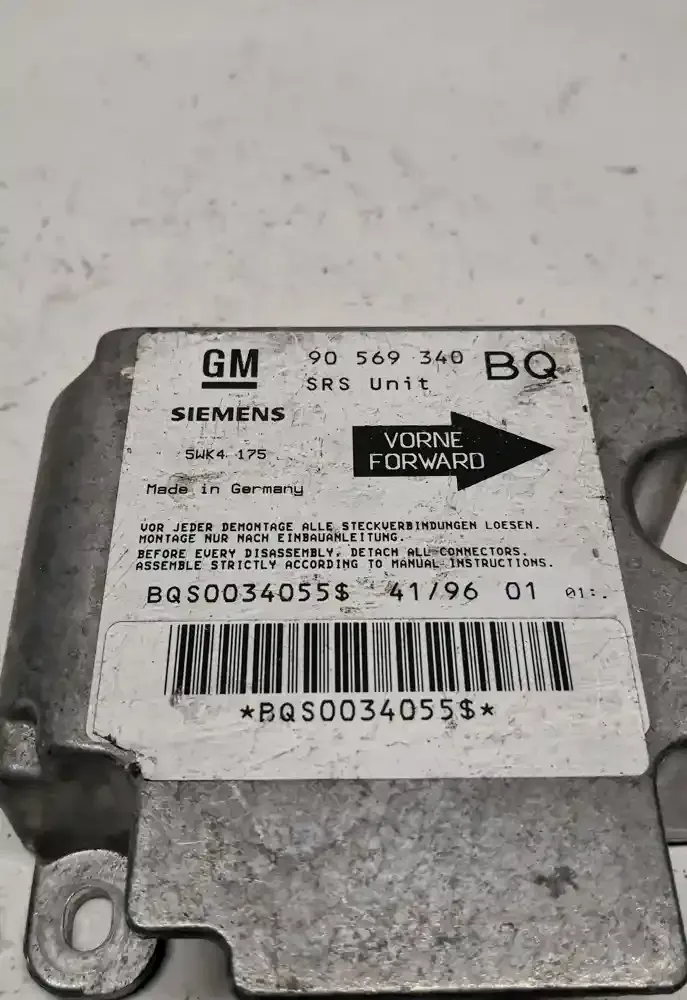 GM 90 569 340 BQ
SRS Unit
SIEMENS
5WK4 175
VORNE
FORWARD
Made in Germany
VOR JEDER DEMONTAGE ALLE STECKVERBINDUNGEN LOESEN.
MONTAGE NUR NACH EINBAUANLEITUNG.
BEFORE EVERY DISASSEMBLY, DETACH ALL CONNECTORS.
ASSEMBLE STRICTLY ACCORDING TO MANUAL INSTRUCTIONS.
BQS0034055$ 41/96 01 01:.
*BQS0034055$*